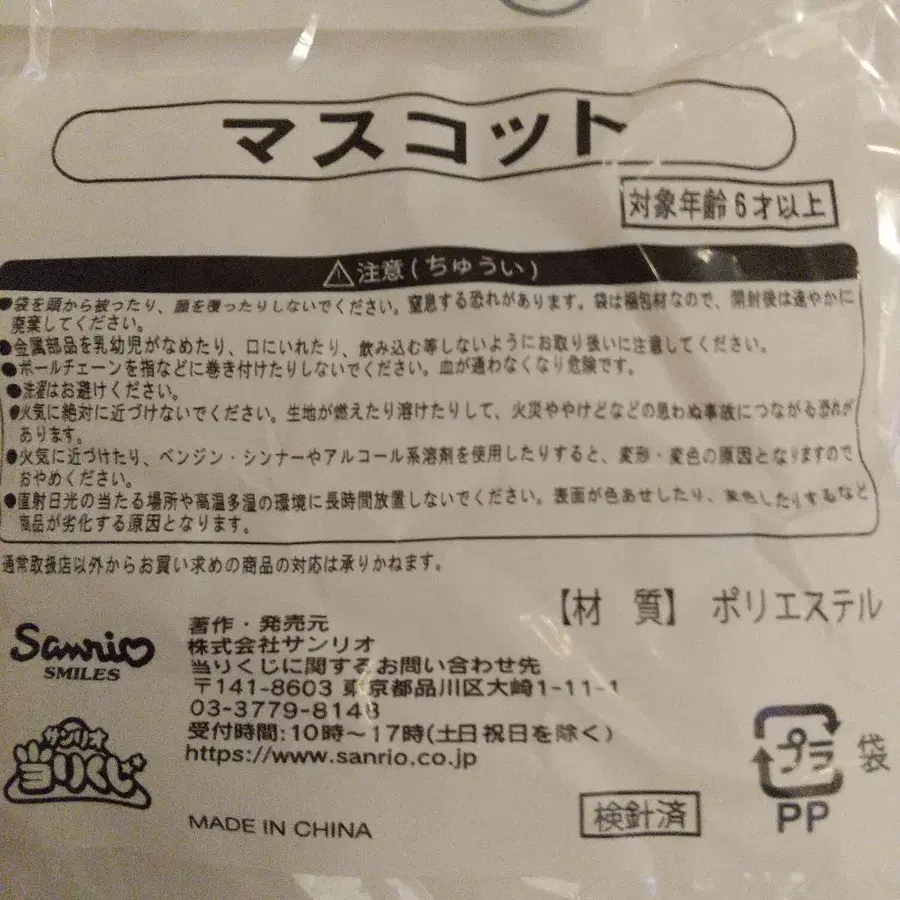 マスコット
対象年齢6才以上
⚠注意(ちゅうい)
●袋を頭から被ったり、顔を覆ったりしないでください。窒息する恐れがあります。袋は梱包材なので、開封後は速やかに
廃棄してください。
●金属部品を乳幼児がなめたり、口にいれたり、飲み込む等しないようにお取り扱いに注意してください。
●ボールチェーンを指などに巻き付けたりしないでください。血が通わなくなり危険です。
●洗濯はお避けください。
●火気に絶対に近づけないでください。生地が燃えたり溶けたりして、火災ややけどなどの思わぬ事故につながる恐れが
あります。
●火気に近づけたり、ベンジン・シンナーやアルコール系溶剤を使用したりすると、変形・変色の原因となりますので
おやめください。
●直射日光の当たる場所や高温多湿の環境に長時間放置しないでください。表面が色あせしたり、変色したりするなど
商品が劣化する原因となります。
通常取扱店以外からお買い求めの商品の対応は承りかねます。
【材 質】 ポリエステル
Sanrio
SMILES
サンリオ
当りくじ
著作・発売元
株式会社サンリオ
当りくじに関するお問い合わせ先
〒141-8603 東京都品川区大崎1-11-1
03-3779-8148
受付時間:10時～17時(土日祝日を除く)
https://www.sanrio.co.jp
MADE IN CHINA
検針済
プラ
PP
袋